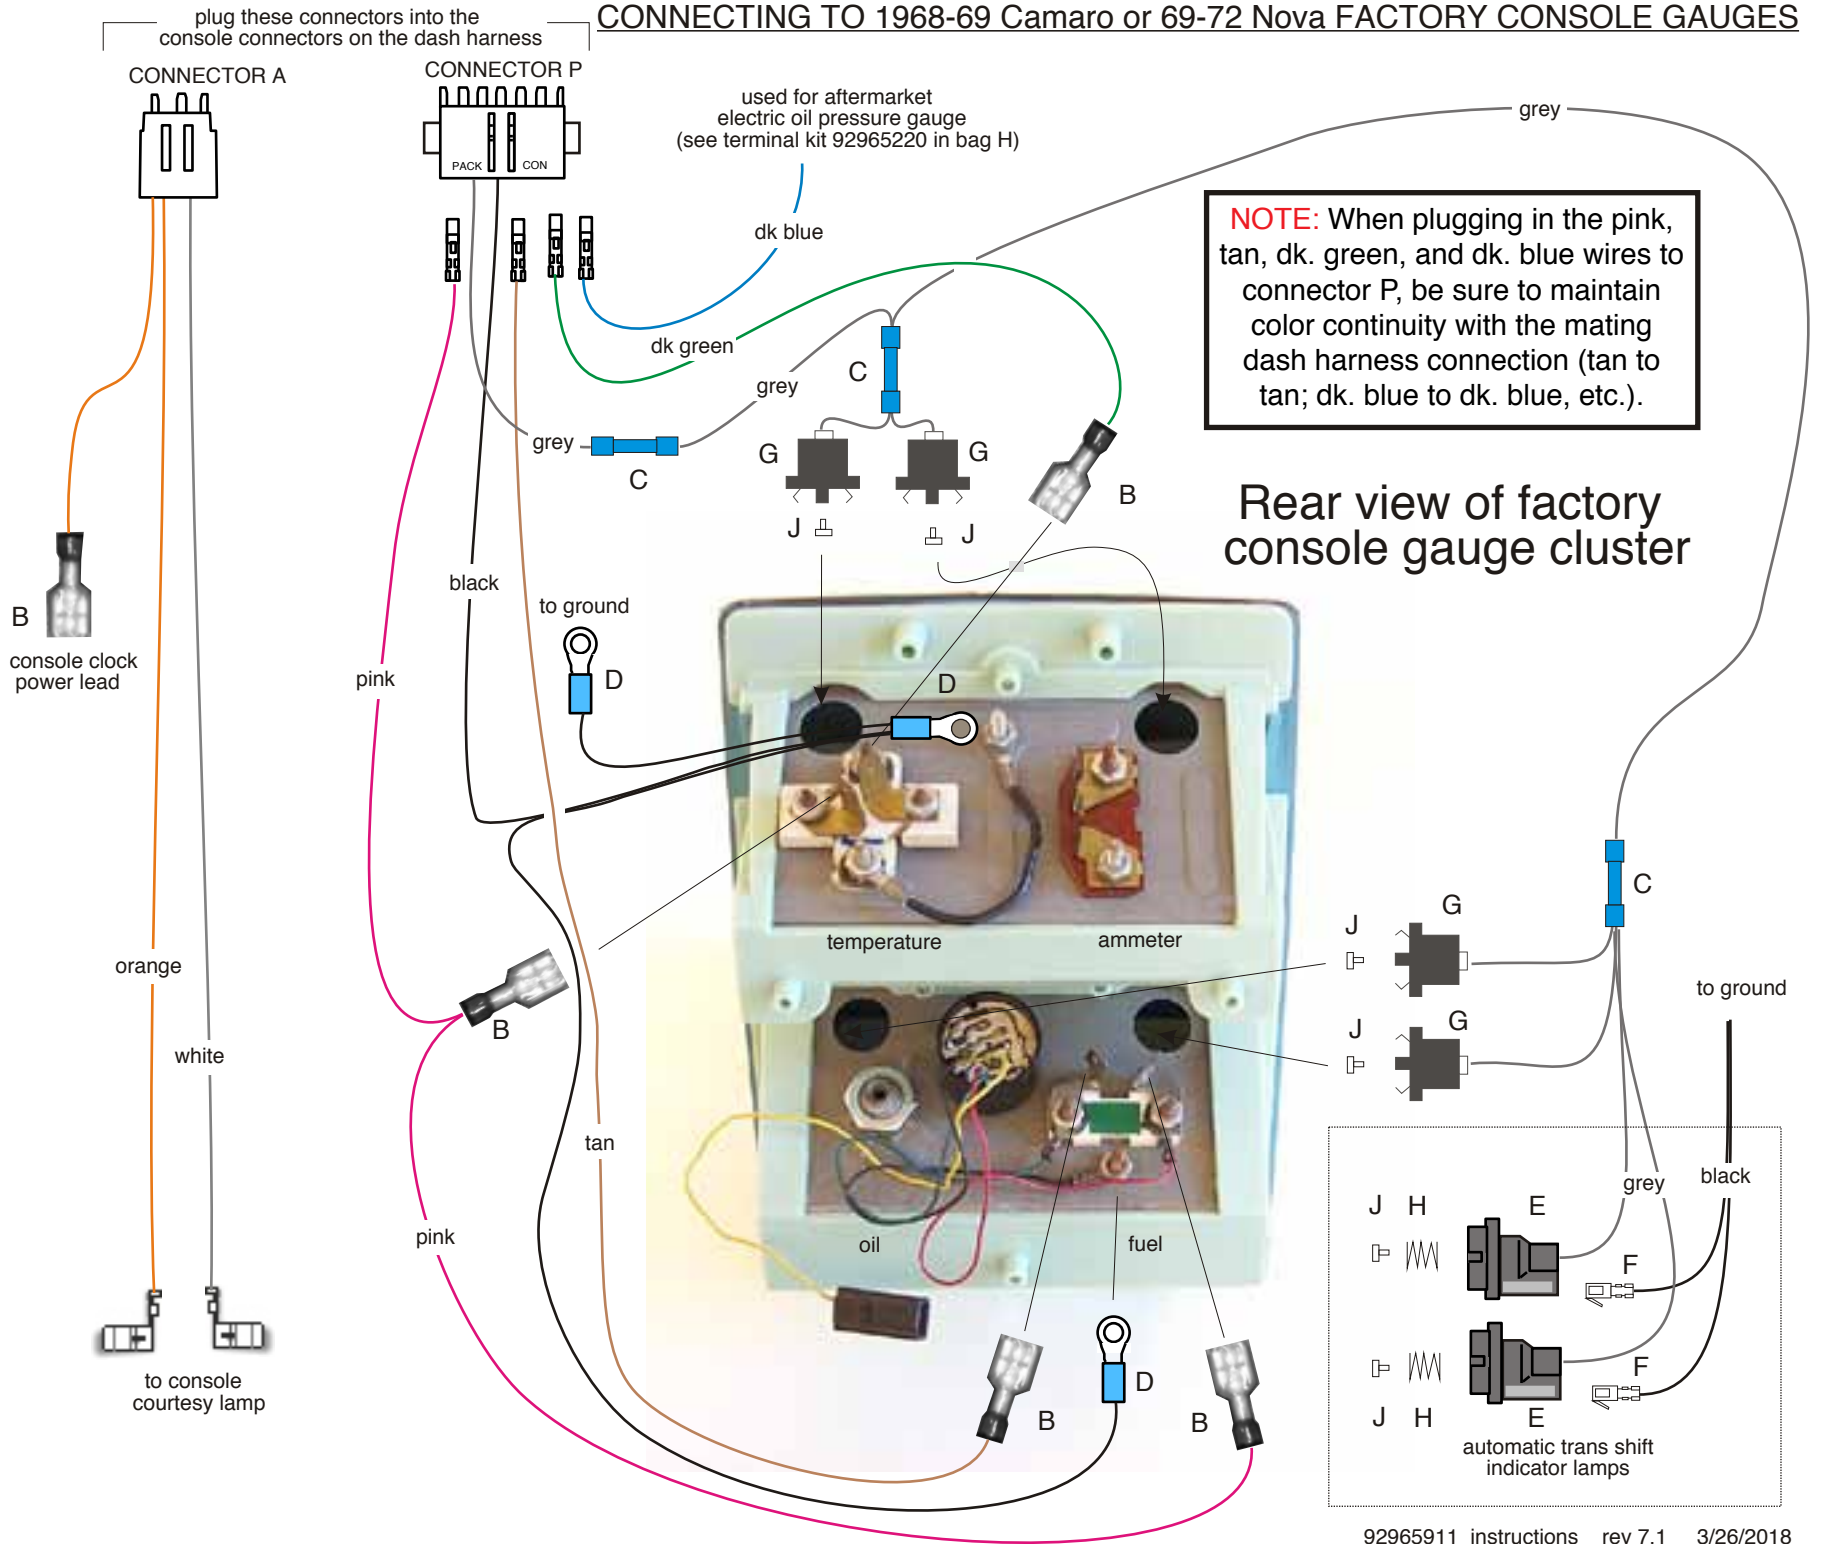 plug these connectors into the
console connectors on the dash harness
CONNECTING TO 1968-69 Camaro or 69-72 Nova FACTORY CONSOLE GAUGES
CONNECTOR A
CONNECTOR P
PACK
CON
used for aftermarket
electric oil pressure gauge
(see terminal kit 92965220 in bag H)
grey
dk blue
NOTE: When plugging in the pink,
tan, dk. green, and dk. blue wires to
connector P, be sure to maintain
color continuity with the mating
dash harness connection (tan to
tan; dk. blue to dk. blue, etc.).
dk green
C
grey
grey
C
G
G
B
J
J
Rear view of factory
console gauge cluster
black
to ground
B
console clock
power lead
pink
D
D
C
temperature
ammeter
G
J
orange
to ground
B
J
G
white
tan
grey
black
pink
oil
fuel
J
H
E
F
to console
courtesy lamp
D
B
B
F
J
H
E
automatic trans shift
indicator lamps
92965911 instructions rev 7.1 3/26/2018